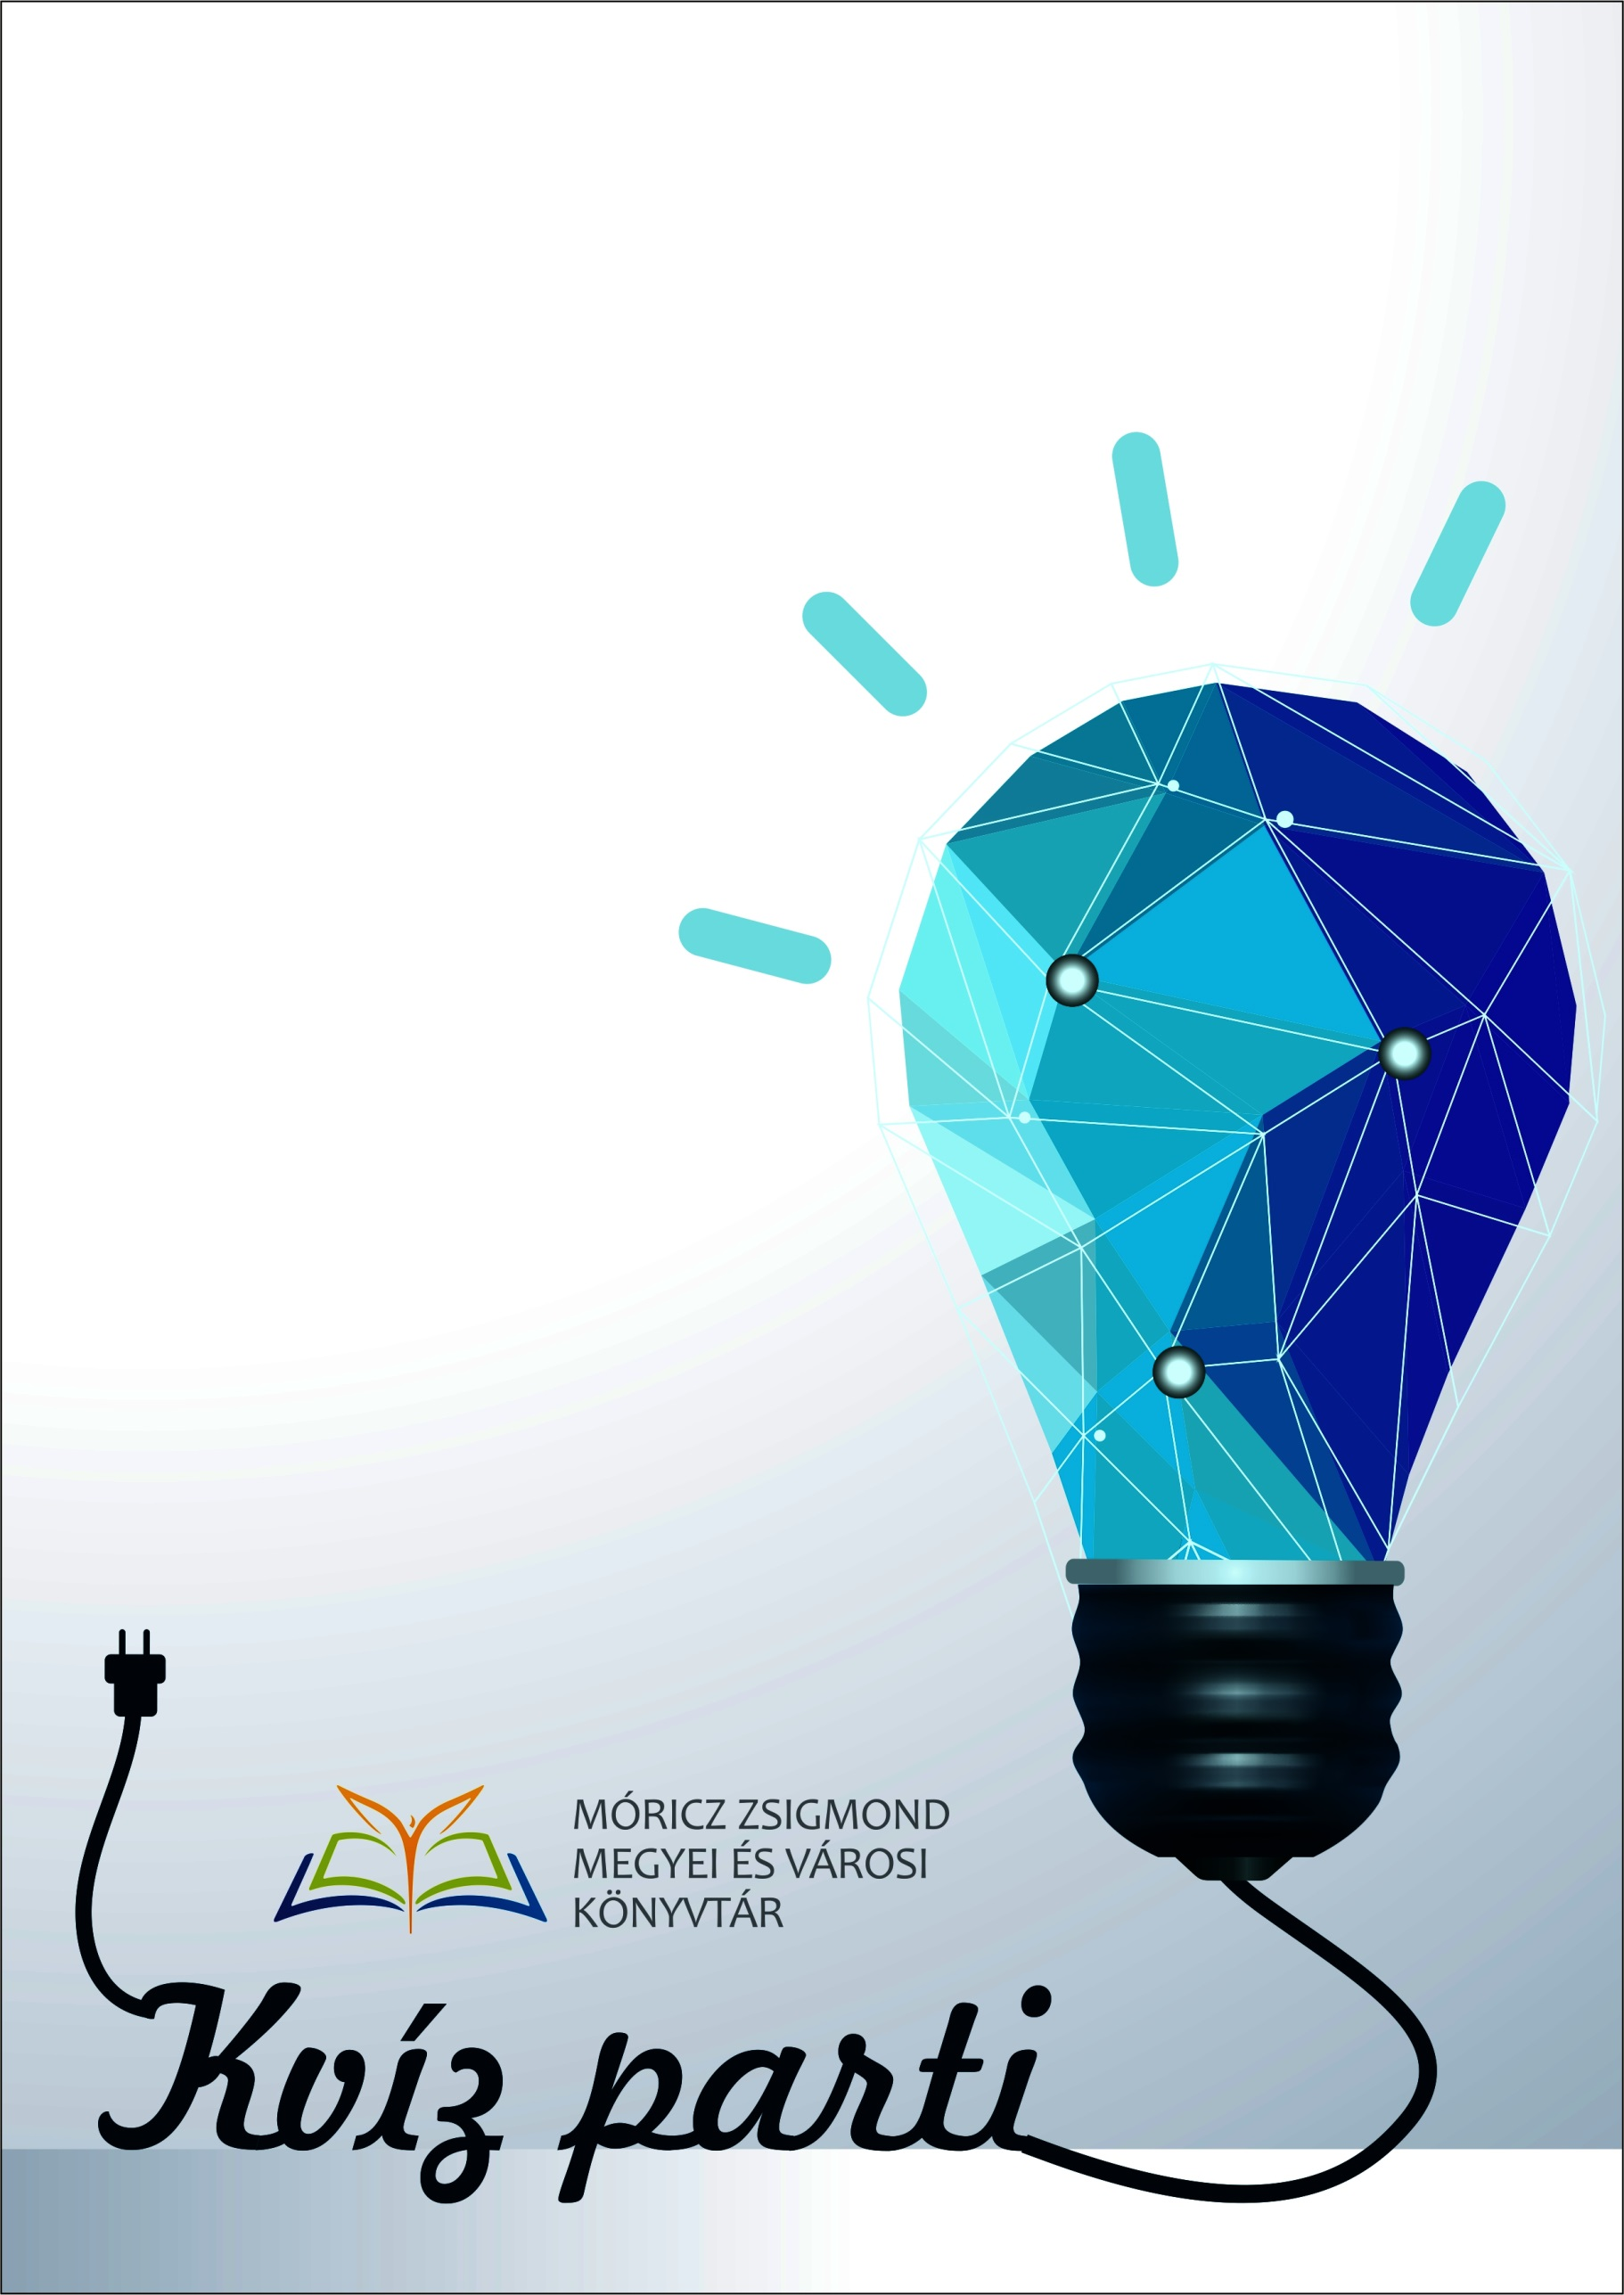 MÓRICZ ZSIGMOND
MEGYEI ÉS VÁROSI
KÖNYVTÁR
Kvíz parti